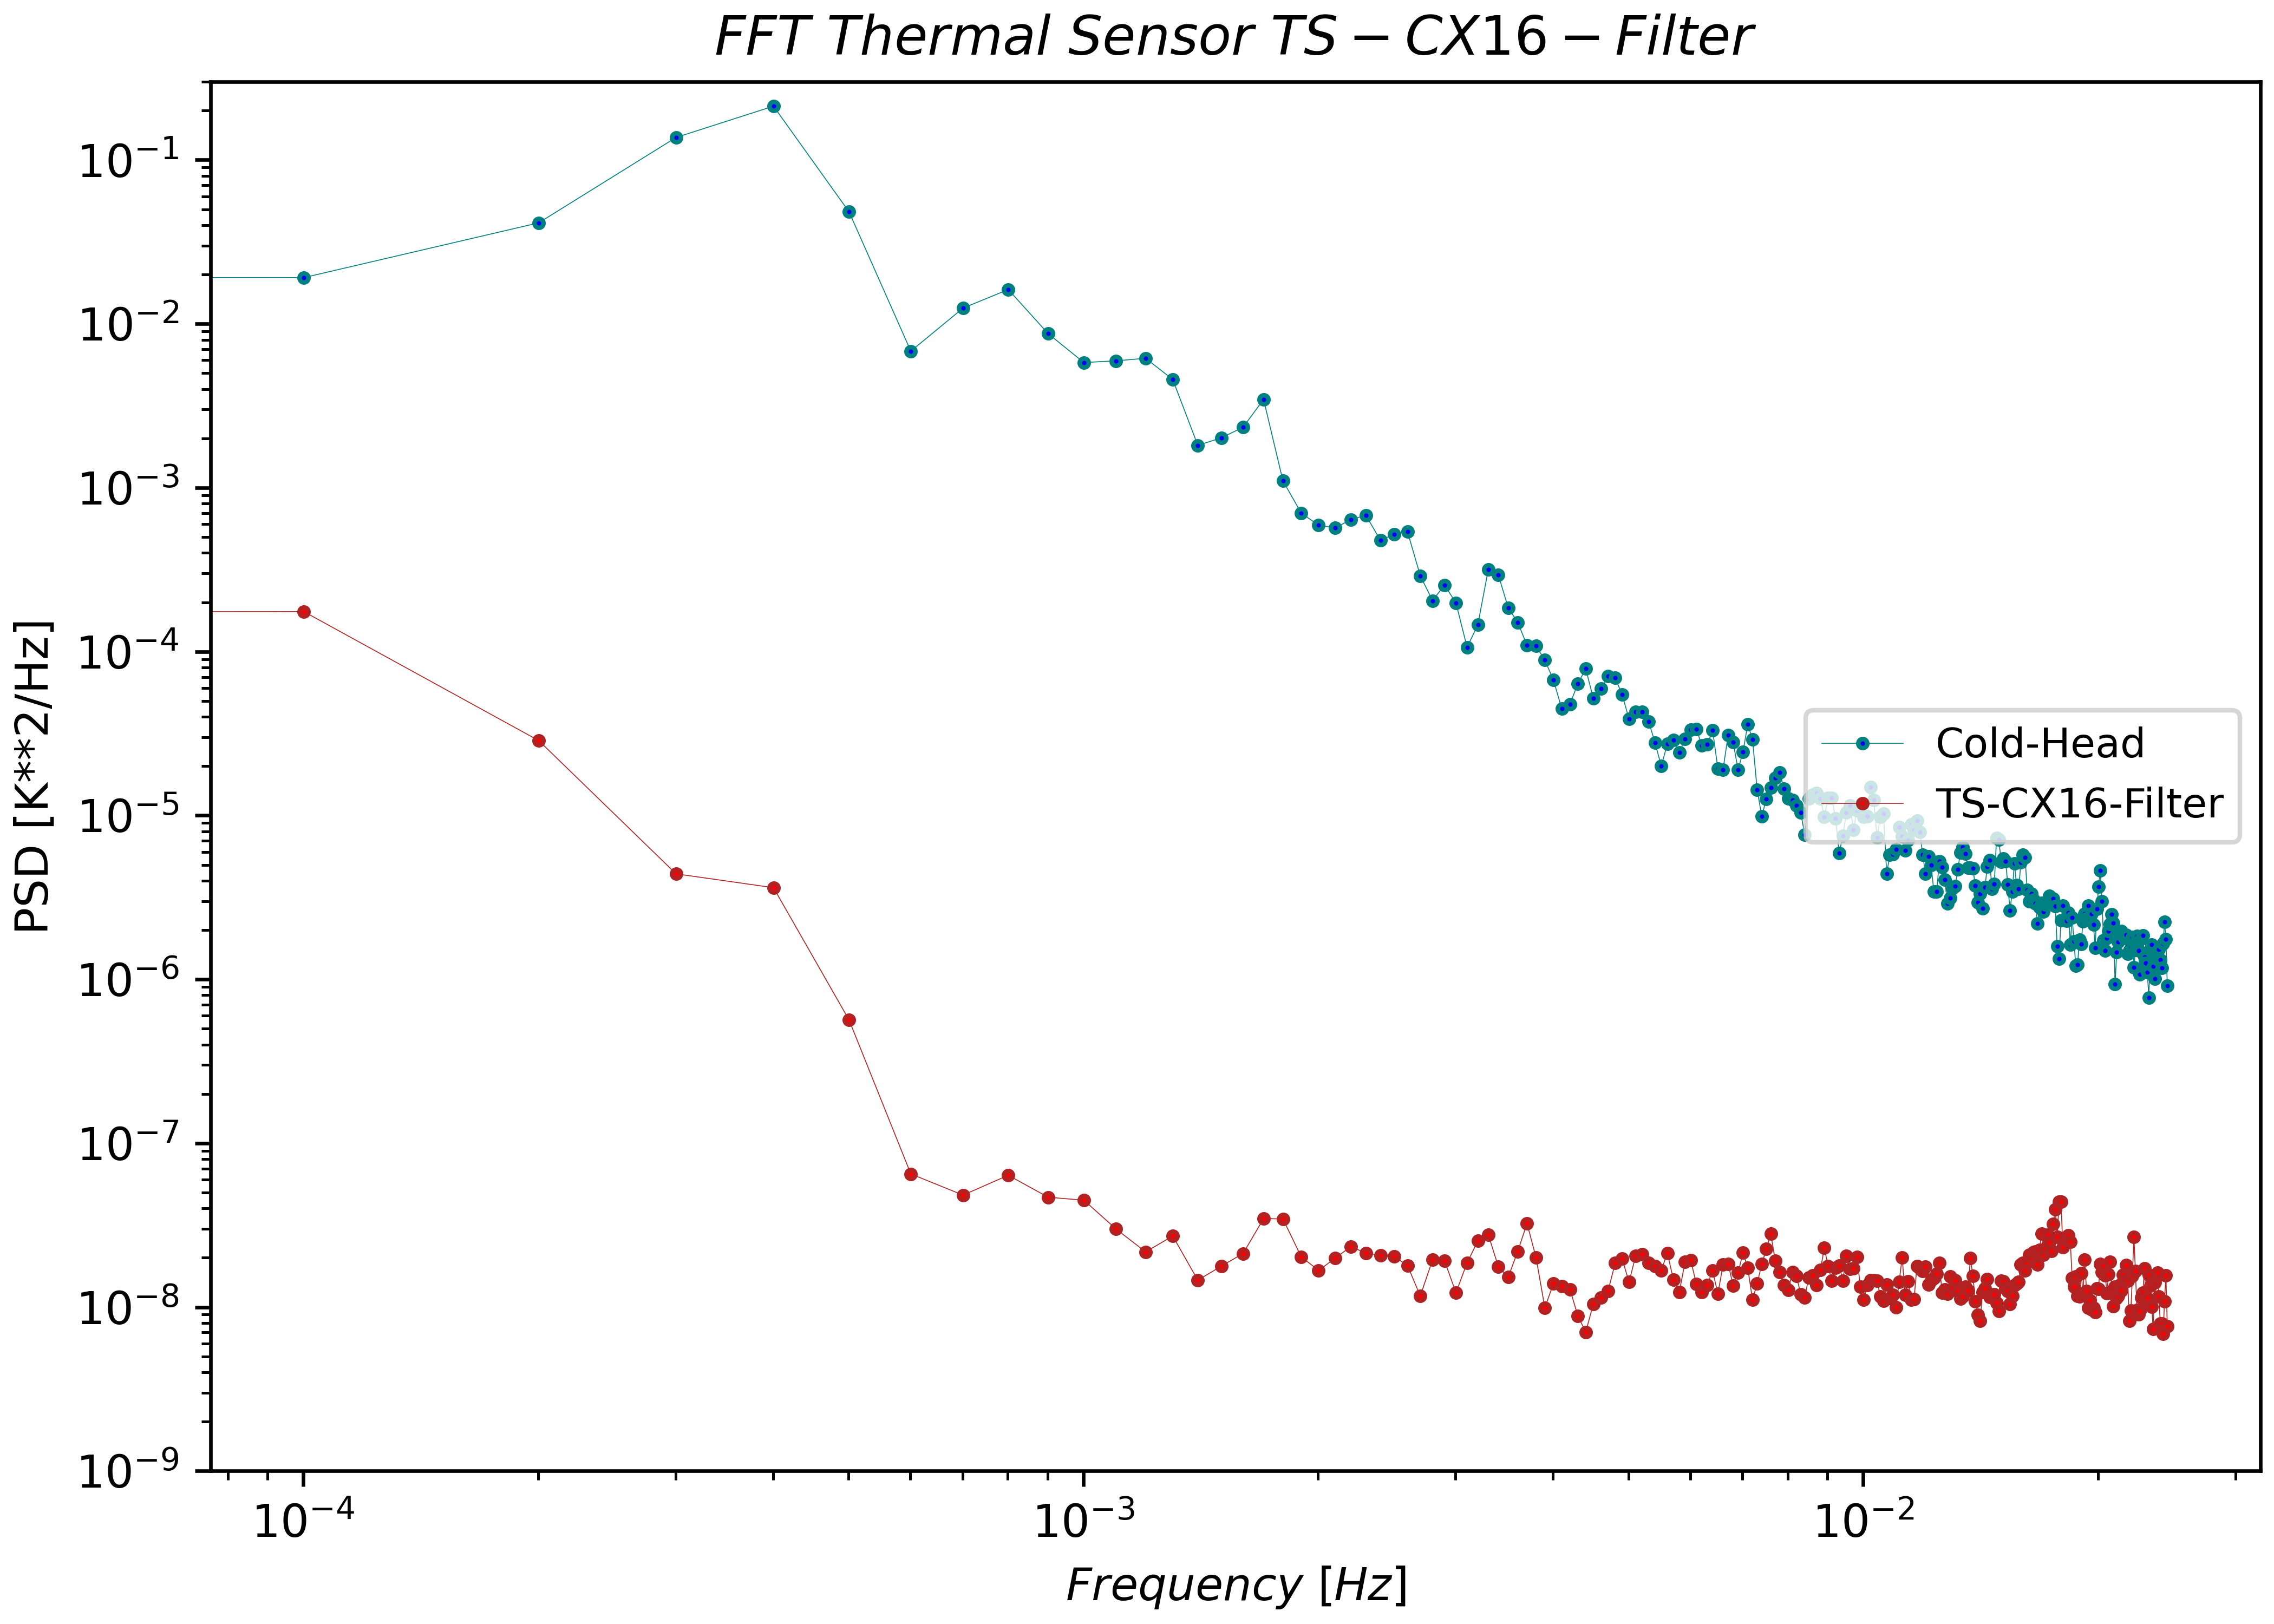 FFT Thermal Sensor TS − CX16 − Filter
PSD [K**2/Hz]
10⁻¹
10⁻²
10⁻³
10⁻⁴
10⁻⁵
10⁻⁶
10⁻⁷
10⁻⁸
10⁻⁹
Cold-Head
TS-CX16-Filter
10⁻⁴ 10⁻³ 10⁻²
Frequency [Hz]